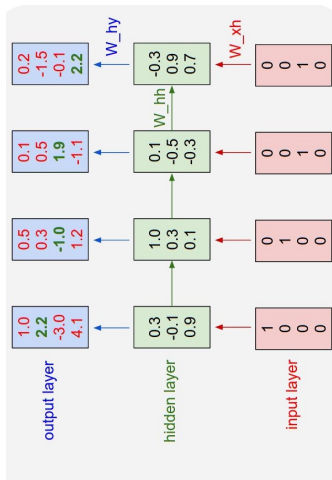 output layer
1.0 0.5 0.1 0.2
2.2 0.3 0.5 -1.5
-3.0 -1.0 1.9 -0.1
4.1 1.2 -1.1 2.2
W_hy
hidden layer
0.3 1.0 0.1 -0.3
-0.1 0.3 -0.5 0.9
0.9 0.1 -0.3 0.7
W_hh
W_xh
input layer
1 0 0 0
0 1 0 0
0 0 1 1
0 0 0 0